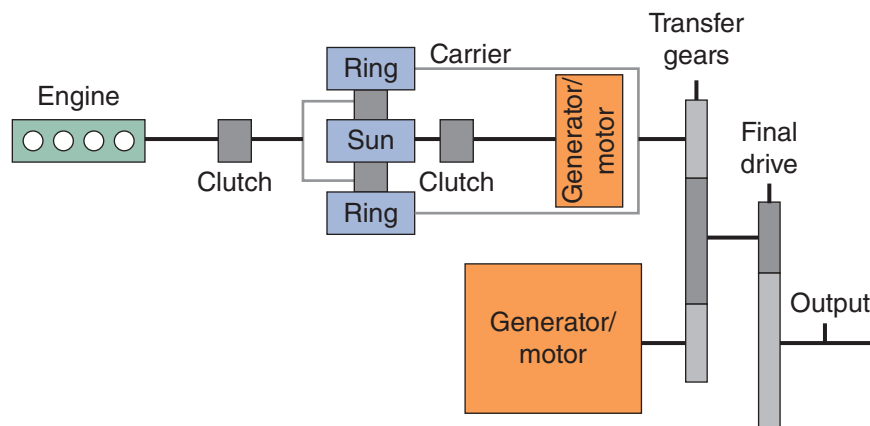 Transfer
gears
Ring
Carrier
Engine
Generator/
motor
Sun
Final
drive
Clutch
Clutch
Ring
Generator/
motor
Output